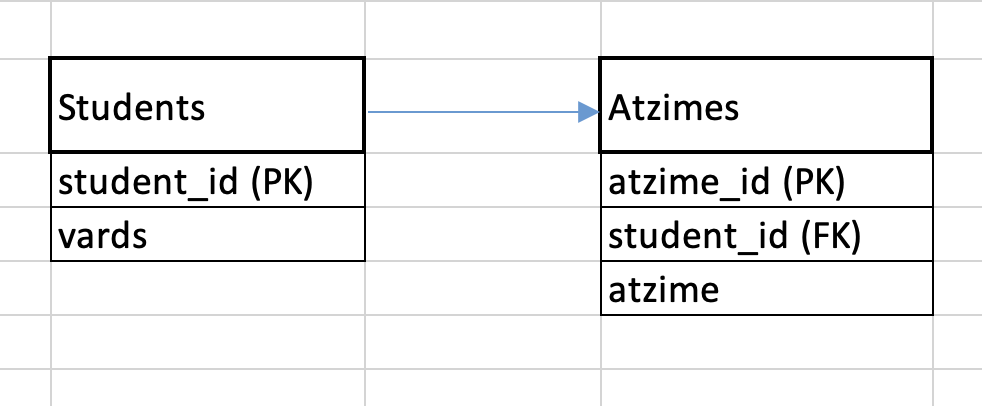 Students
student_id (PK)
vards
Atzimes
atzime_id (PK)
student_id (FK)
atzime